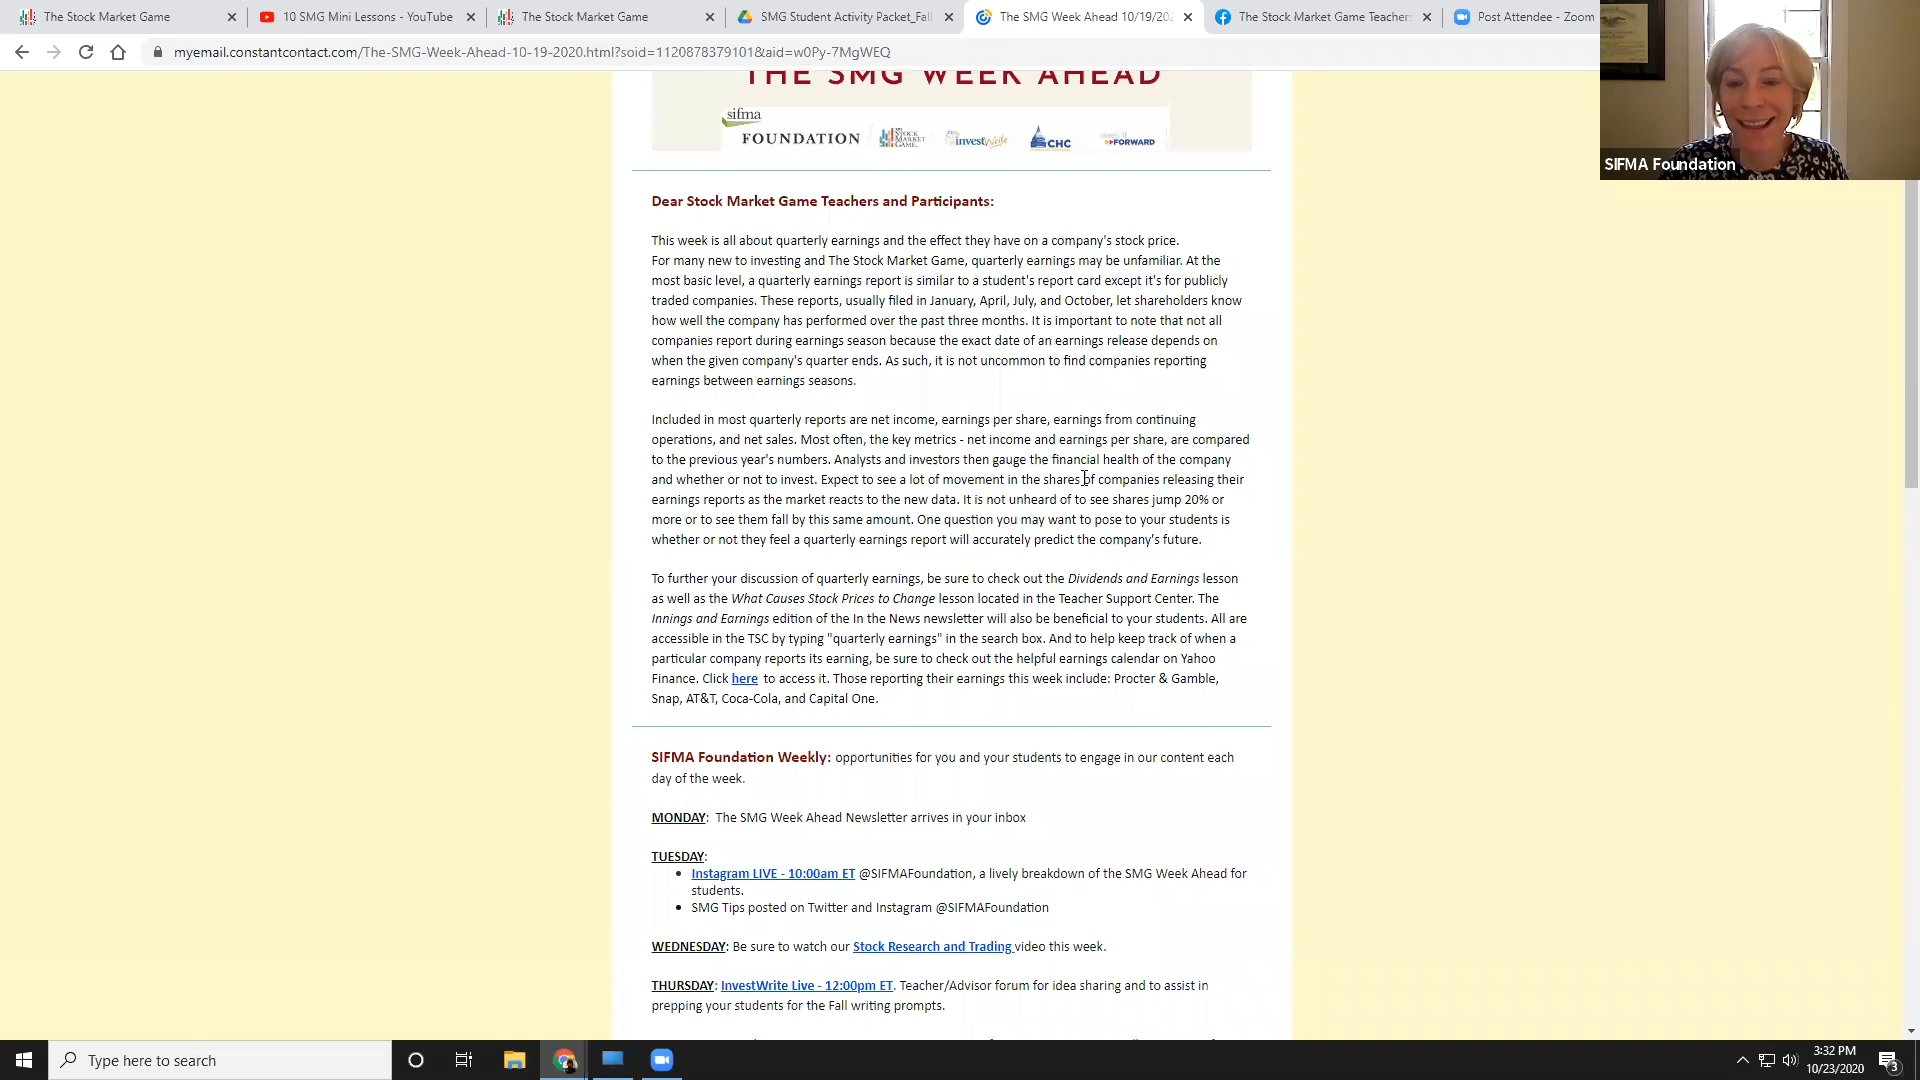 The Stock Market Game
10 SMG Mini Lessons - YouTube
The Stock Market Game
SMG Student Activity Packet_Fall
The SMG Week Ahead 10/19/202
The Stock Market Game Teacher
Post Attendee - Zoom
myemail.constantcontact.com/The-SMG-Week-Ahead-10-19-2020.html?soid=1120878379101&aid=w0Py-7MgWEQ
SIFMA Foundation
THE SMG WEEK AHEAD
sifma
FOUNDATION
THE STOCK MARKET GAME
investWrite
CHC
invest it FORWARD
Dear Stock Market Game Teachers and Participants:
This week is all about quarterly earnings and the effect they have on a company's stock price.
For many new to investing and The Stock Market Game, quarterly earnings may be unfamiliar. At the
most basic level, a quarterly earnings report is similar to a student's report card except it's for publicly
traded companies. These reports, usually filed in January, April, July, and October, let shareholders know
how well the company has performed over the past three months. It is important to note that not all
companies report during earnings season because the exact date of an earnings release depends on
when the given company's quarter ends. As such, it is not uncommon to find companies reporting
earnings between earnings seasons.
Included in most quarterly reports are net income, earnings per share, earnings from continuing
operations, and net sales. Most often, the key metrics - net income and earnings per share, are compared
to the previous year's numbers. Analysts and investors then gauge the financial health of the company
and whether or not to invest. Expect to see a lot of movement in the shares of companies releasing their
earnings reports as the market reacts to the new data. It is not unheard of to see shares jump 20% or
more or to see them fall by this same amount. One question you may want to pose to your students is
whether or not they feel a quarterly earnings report will accurately predict the company's future.
To further your discussion of quarterly earnings, be sure to check out the Dividends and Earnings lesson
as well as the What Causes Stock Prices to Change lesson located in the Teacher Support Center. The
Innings and Earnings edition of the In the News newsletter will also be beneficial to your students. All are
accessible in the TSC by typing "quarterly earnings" in the search box. And to help keep track of when a
particular company reports its earning, be sure to check out the helpful earnings calendar on Yahoo
Finance. Click here to access it. Those reporting their earnings this week include: Procter & Gamble,
Snap, AT&T, Coca-Cola, and Capital One.
SIFMA Foundation Weekly: opportunities for you and your students to engage in our content each
day of the week.
MONDAY: The SMG Week Ahead Newsletter arrives in your inbox
TUESDAY:
• Instagram LIVE - 10:00am ET @SIFMAFoundation, a lively breakdown of the SMG Week Ahead for
students.
• SMG Tips posted on Twitter and Instagram @SIFMAFoundation
WEDNESDAY: Be sure to watch our Stock Research and Trading video this week.
THURSDAY: InvestWrite Live - 12:00pm ET. Teacher/Advisor forum for idea sharing and to assist in
prepping your students for the Fall writing prompts.
Type here to search
3:32 PM
10/23/2020
3